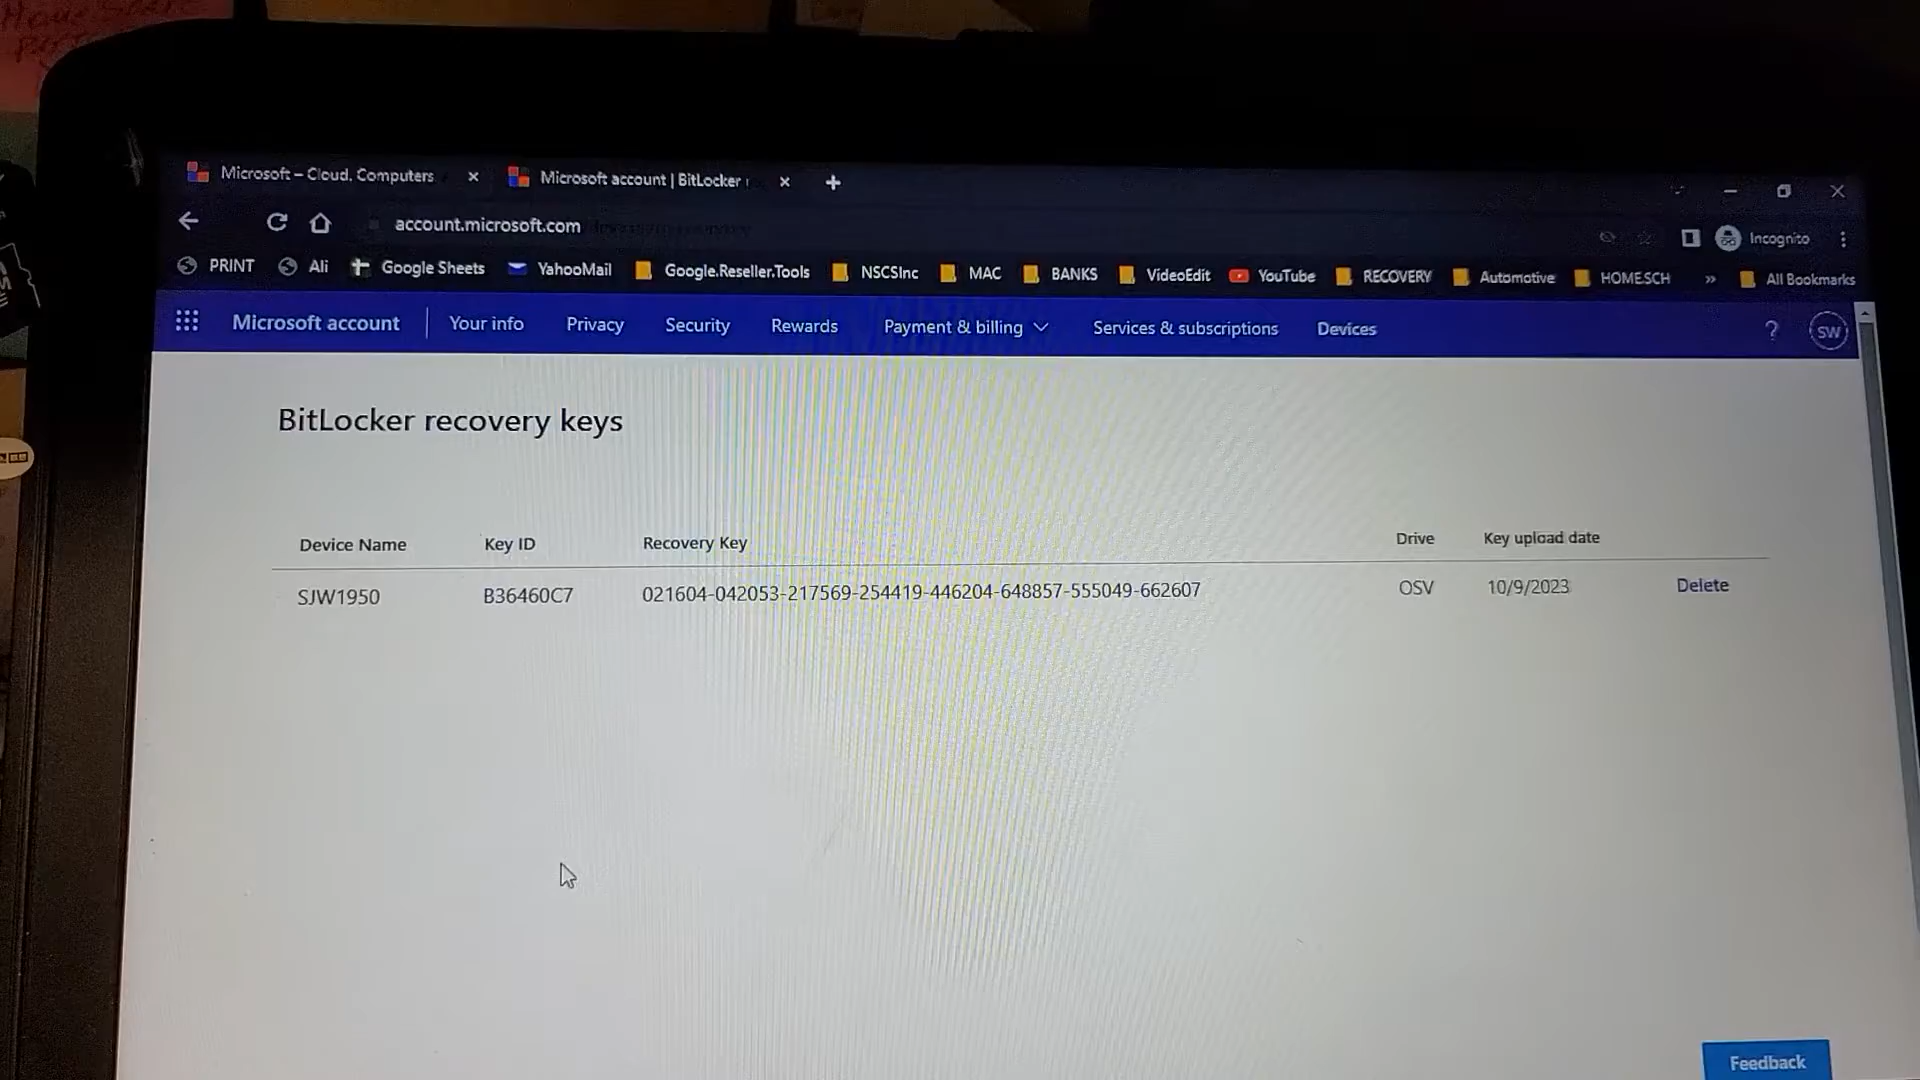 Microsoft – Cloud, Computers
Microsoft account | BitLocker
account.microsoft.com
Incognito
PRINT
Ali
Google Sheets
YahooMail
Google.Reseller.Tools
NSCSInc
MAC
BANKS
VideoEdit
YouTube
RECOVERY
Automotive
HOMESCH
»
All Bookmarks
Microsoft account
Your info
Privacy
Security
Rewards
Payment & billing
Services & subscriptions
Devices
?
SW
BitLocker recovery keys
Device Name Key ID Recovery Key Drive Key upload date
SJW1950 B36460C7 021604-042053-217569-254419-446204-648857-555049-662607 OSV 10/9/2023 Delete
Feedback